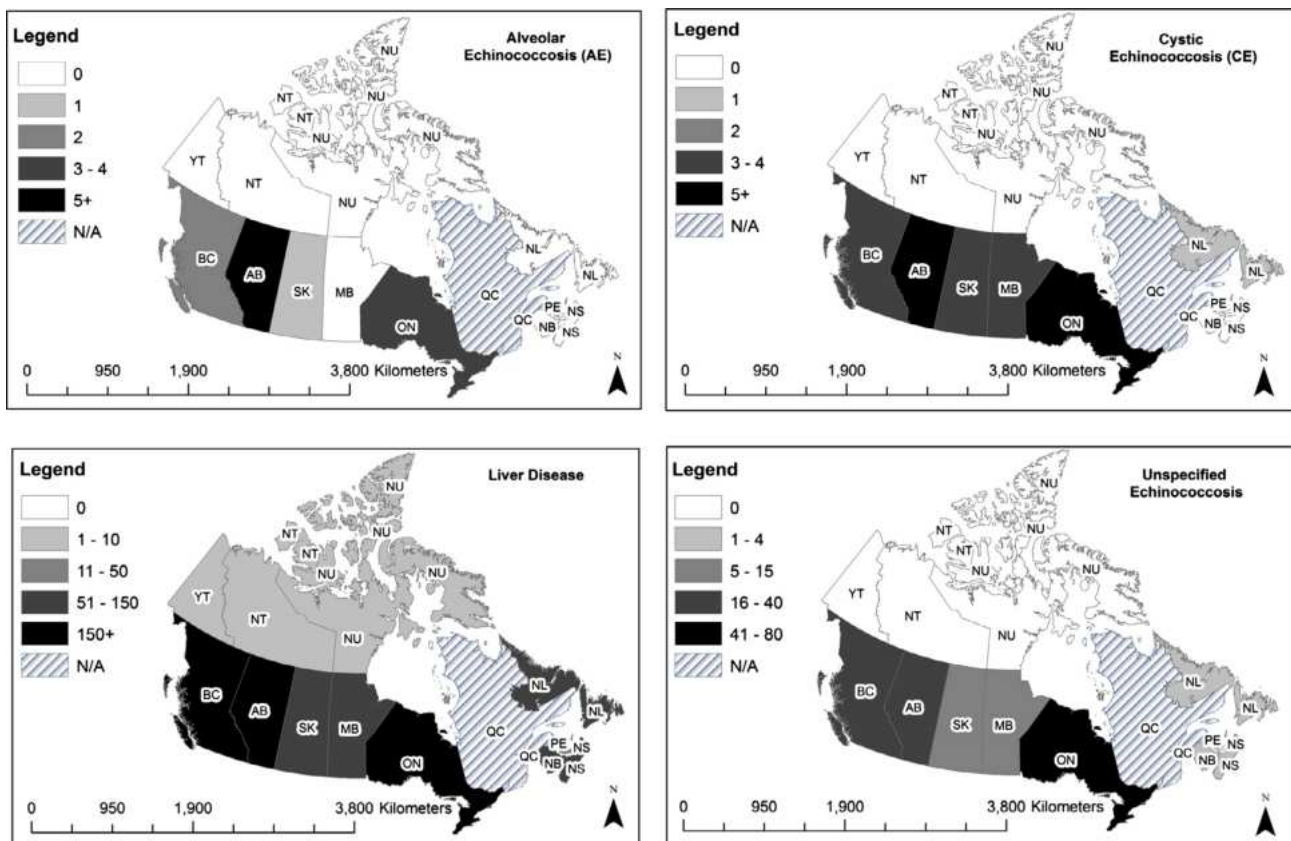 Legend
0
1
2
3 - 4
5+
N/A
Alveolar
Echinococcosis (AE)
NU
NT
NU
NT
NU
NU
YT
NT
NU
BC
AB
SK
MB
ON
QC
NL
NL
PE
NS
QC
NB
NS
0
950
1,900
3,800 Kilometers
N
Legend
0
1
2
3 - 4
5+
N/A
Cystic
Echinococcosis (CE)
NU
NT
NU
NT
NU
NU
YT
NT
NU
BC
AB
SK
MB
ON
QC
NL
NL
PE
NS
QC
NB
NS
0
950
1,900
3,800 Kilometers
N
Legend
0
1 - 10
11 - 50
51 - 150
150+
N/A
Liver Disease
NU
NT
NU
NT
NU
NU
YT
NT
NU
BC
AB
SK
MB
ON
QC
NL
NL
PE
NS
QC
NB
NS
0
950
1,900
3,800 Kilometers
N
Legend
0
1 - 4
5 - 15
16 - 40
41 - 80
N/A
Unspecified
Echinococcosis
NU
NT
NU
NT
NU
NU
YT
NT
NU
BC
AB
SK
MB
ON
QC
NL
NL
PE
NS
QC
NB
NS
0
950
1,900
3,800 Kilometers
N